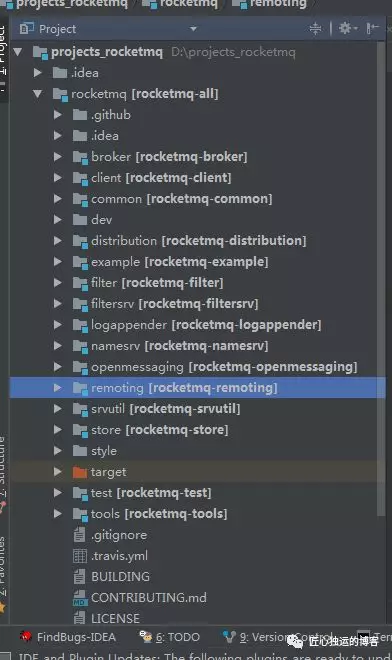 projects_rocketmq rocketmq remoting
1: Project
Project
projects_rocketmq D:\projects_rocketmq
.idea
rocketmq [rocketmq-all]
.github
.idea
broker [rocketmq-broker]
client [rocketmq-client]
common [rocketmq-common]
dev
distribution [rocketmq-distribution]
example [rocketmq-example]
filter [rocketmq-filter]
filtersrv [rocketmq-filtersrv]
logappender [rocketmq-logappender]
namesrv [rocketmq-namesrv]
openmessaging [rocketmq-openmessaging]
remoting [rocketmq-remoting]
srvutil [rocketmq-srvutil]
store [rocketmq-store]
style
target
test [rocketmq-test]
tools [rocketmq-tools]
.gitignore
.travis.yml
BUILDING
CONTRIBUTING.md
LICENSE
7: Structure
2: Favorites
FindBugs-IDEA 6: TODO 9: Version Control
IDE and Plugin Updates: The following plugins are ready to
匠心独运的博客